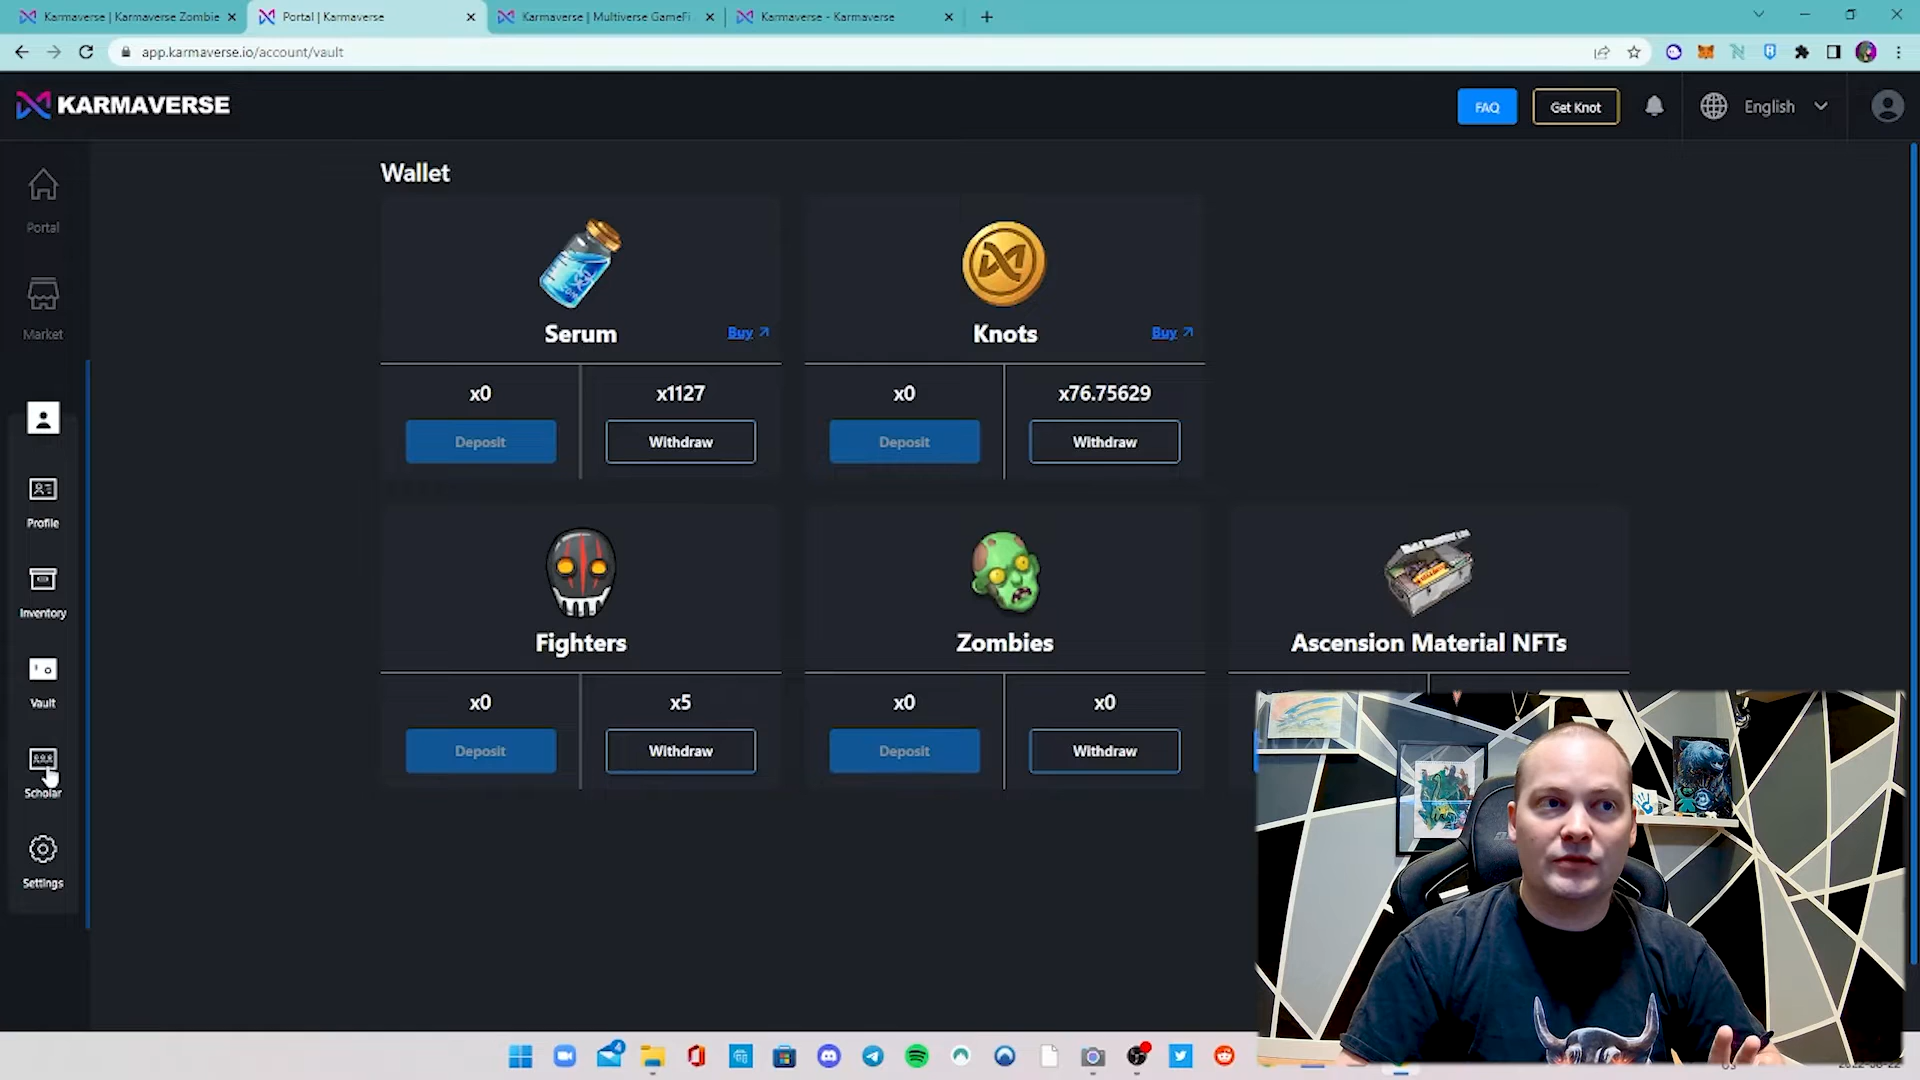 Karmaverse | Karmaverse Zombie
Portal | Karmaverse
Karmaverse | Multiverse GameFi
Karmaverse - Karmaverse
app.karmaverse.io/account/vault
KARMAVERSE
FAQ
Get Knot
English
Portal
Market
Profile
Inventory
Vault
Scholar
Settings
Wallet
Serum
Buy
x0
x1127
Deposit
Withdraw
Knots
Buy
x0
x76.75629
Deposit
Withdraw
Fighters
x0
x5
Deposit
Withdraw
Zombies
x0
x0
Deposit
Withdraw
Ascension Material NFTs
4